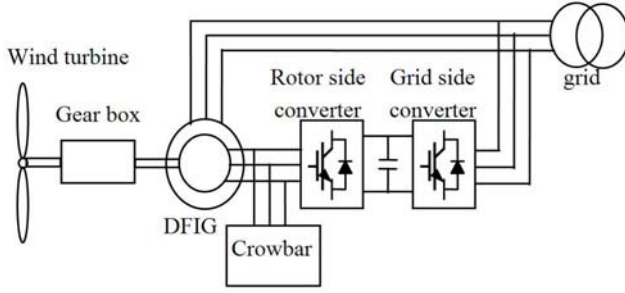 Wind turbine
Gear box
DFIG
Crowbar
Rotor side
converter
Grid side
converter
grid